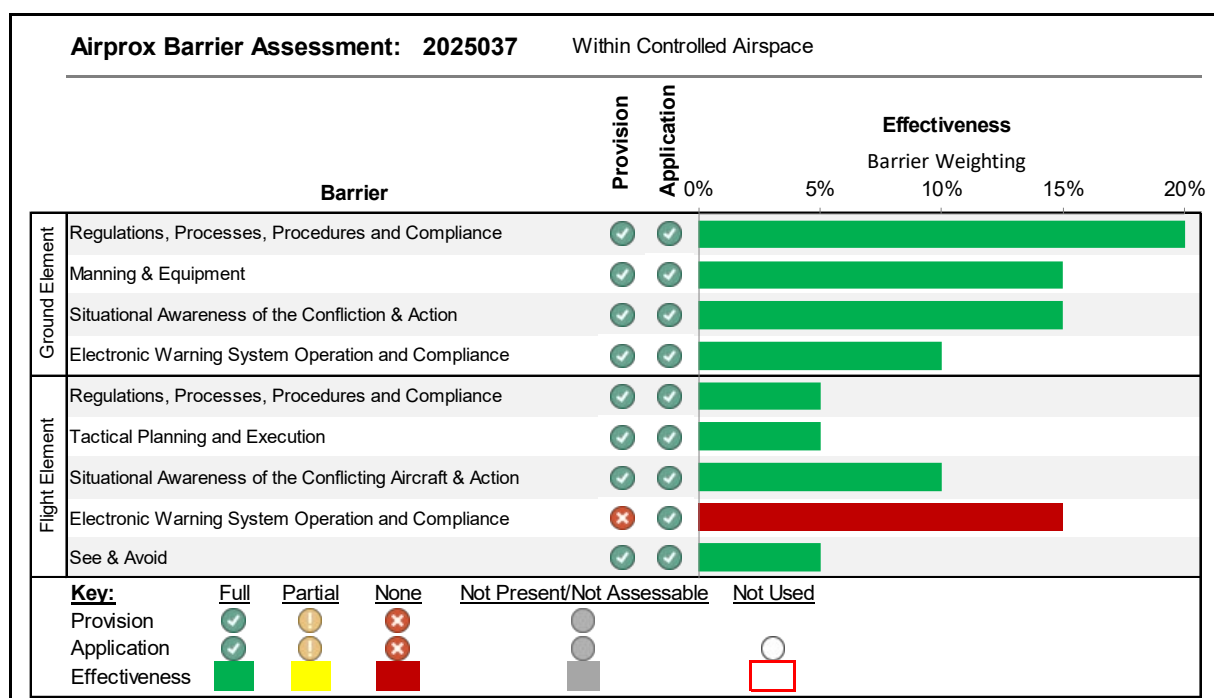 Airprox Barrier Assessment: 2025037 Within Controlled Airspace
Provision
Application
Effectiveness
Barrier Weighting
Barrier
0% 5% 10% 15% 20%
Ground Element
Regulations, Processes, Procedures and Compliance
Manning & Equipment
Situational Awareness of the Confliction & Action
Electronic Warning System Operation and Compliance
Flight Element
Regulations, Processes, Procedures and Compliance
Tactical Planning and Execution
Situational Awareness of the Conflicting Aircraft & Action
Electronic Warning System Operation and Compliance
See & Avoid
Key: Full Partial None Not Present/Not Assessable Not Used
Provision
Application
Effectiveness